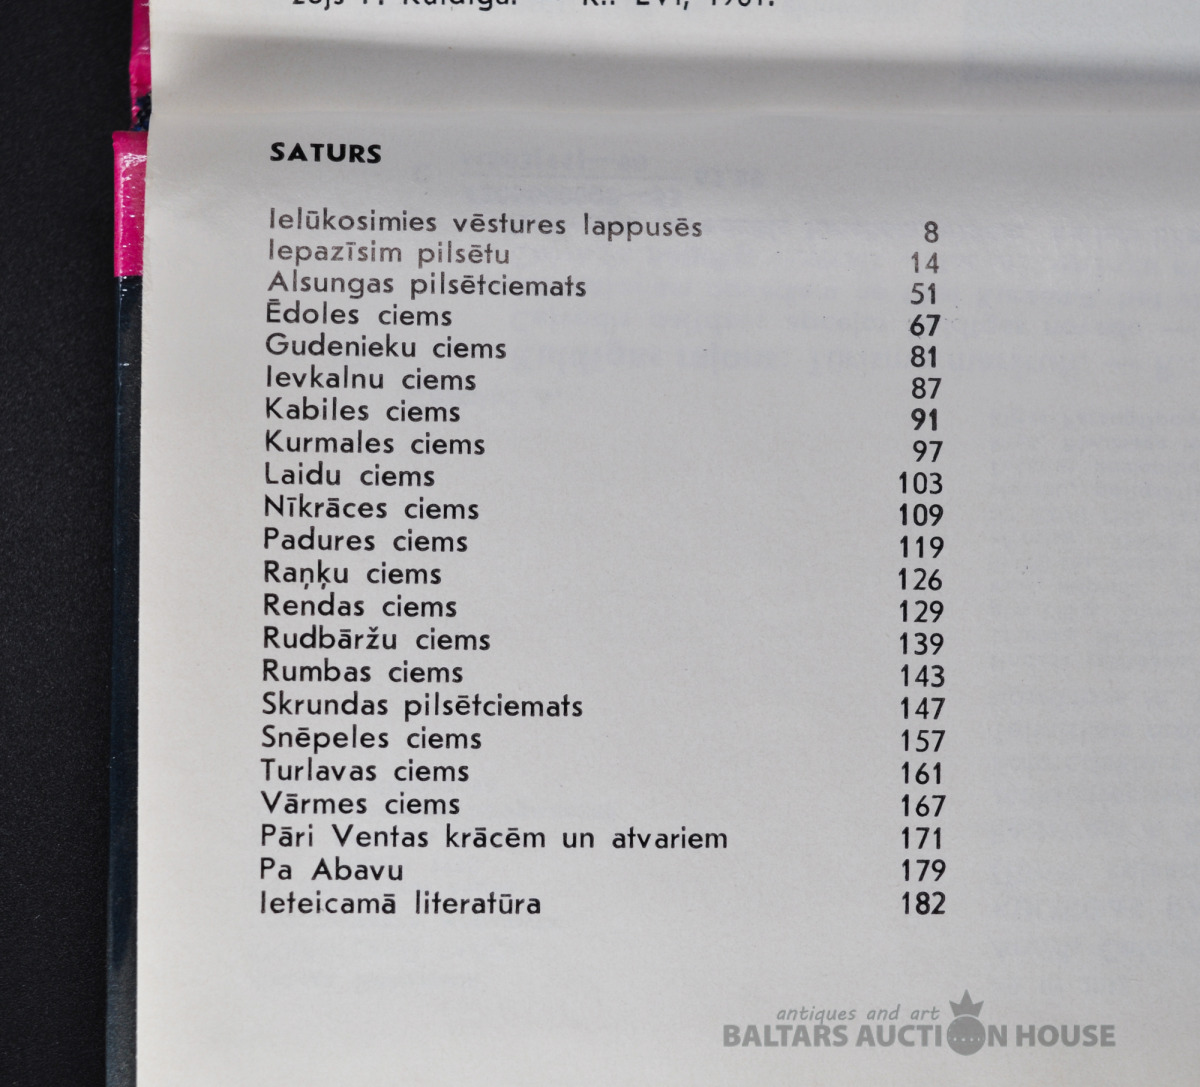 SATURS
Ielūkosimies vēstures lappusēs 8
Iepazīsim pilsētu 14
Alsungas pilsētciemats 51
Ēdoles ciems 67
Gudenieku ciems 81
Ievkalnu ciems 87
Kabiles ciems 91
Kurmales ciems 97
Laidu ciems 103
Nīkrāces ciems 109
Padures ciems 119
Raņķu ciems 126
Rendas ciems 129
Rudbāržu ciems 139
Rumbas ciems 143
Skrundas pilsētciemats 147
Snēpeles ciems 157
Turlavas ciems 161
Vārmes ciems 167
Pāri Ventas krācēm un atvariem 171
Pa Abavu 179
Ieteicamā literatūra 182
antiques and art
BALTARS AUCTION HOUSE